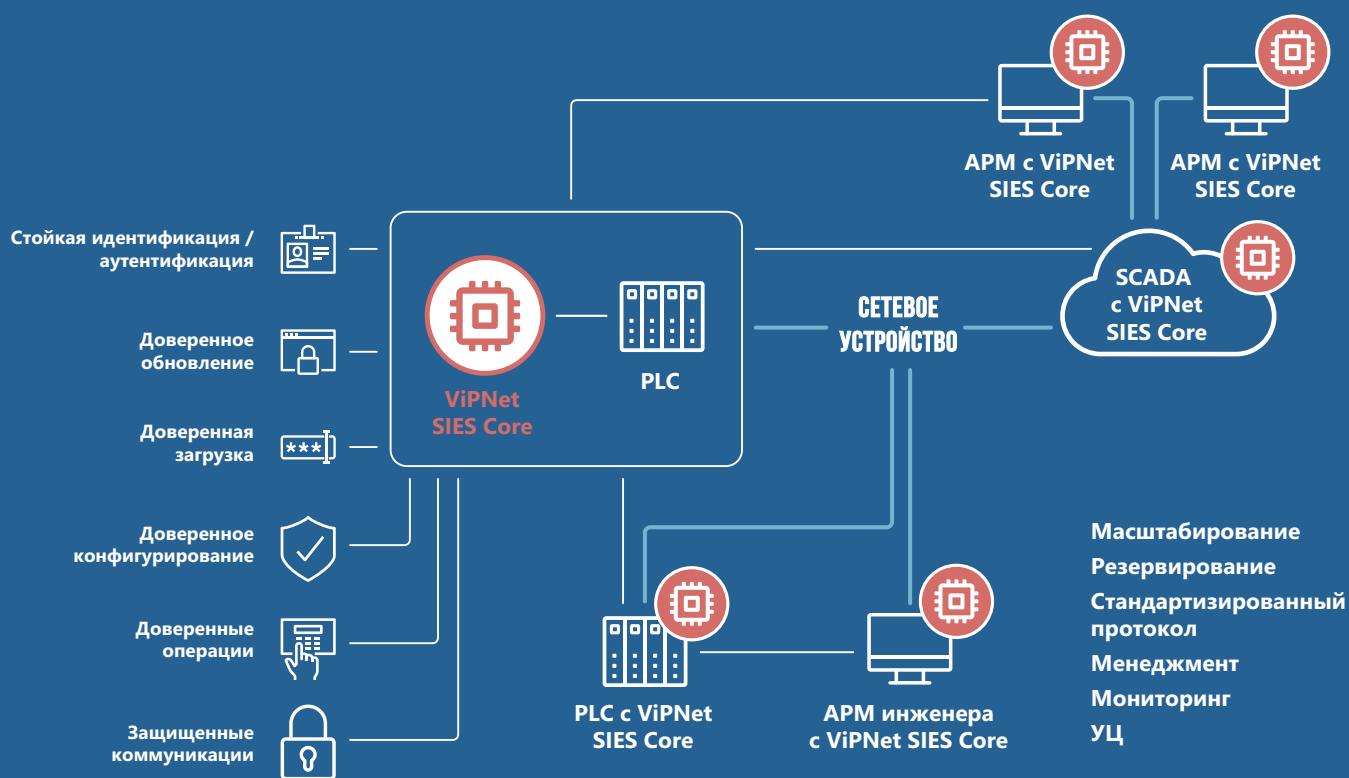 АРМ с ViPNet
SIES Core
АРМ с ViPNet
SIES Core
Стойкая идентификация /
аутентификация
Доверенное
обновление
Доверенная
загрузка
Доверенное
конфигурирование
Доверенные
операции
Защищенные
коммуникации
***
ViPNet
SIES Core
PLC
СЕТЕВОЕ
УСТРОЙСТВО
SCADA
с ViPNet
SIES Core
PLC с ViPNet
SIES Core
АРМ инженера
с ViPNet SIES Core
Масштабирование
Резервирование
Стандартизированный
протокол
Менеджмент
Мониторинг
УЦ